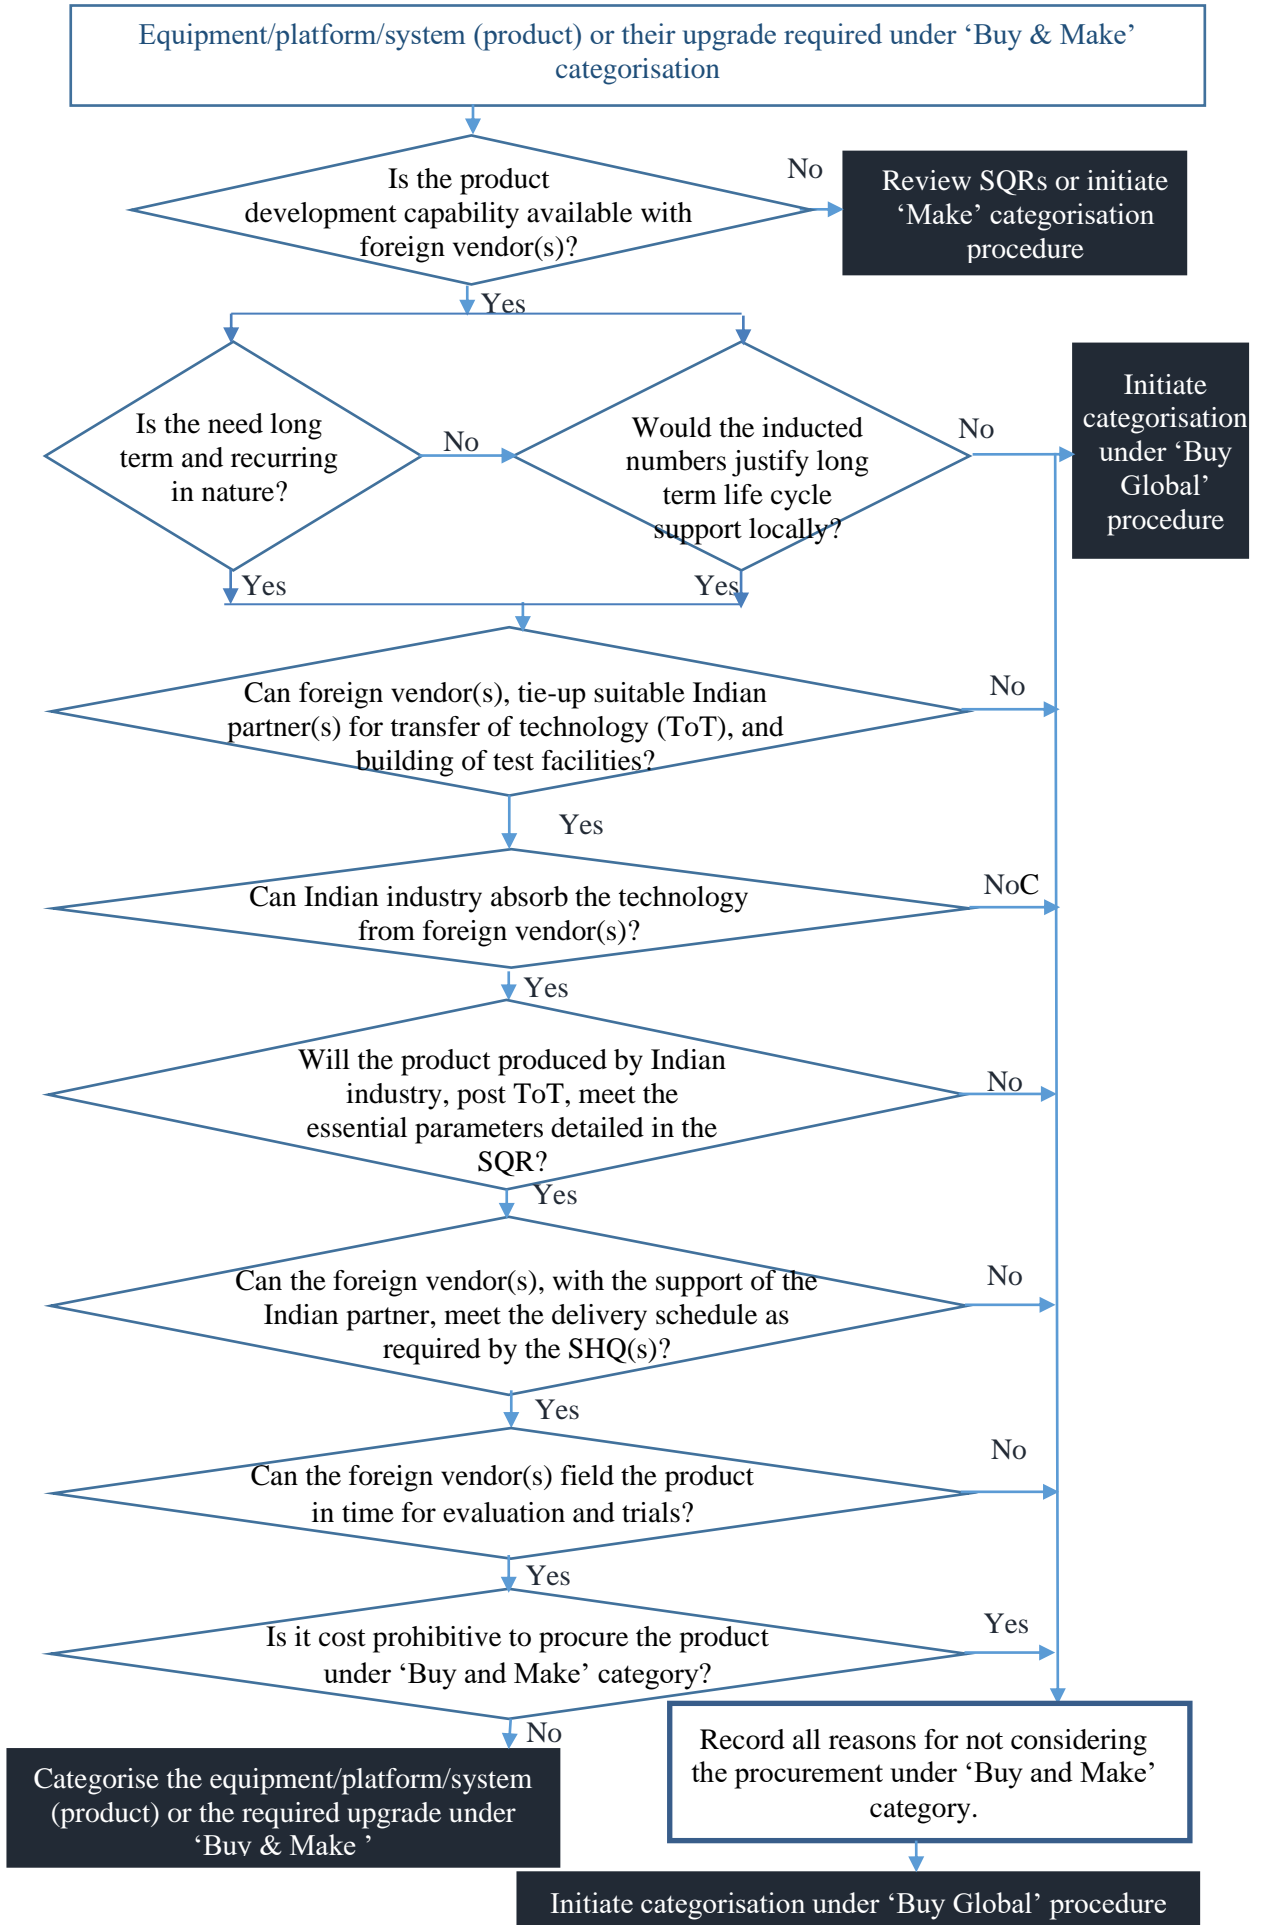 Equipment/platform/system (product) or their upgrade required under ‘Buy & Make’
categorisation
Is the product
development capability available with
foreign vendor(s)?
No
Review SQRs or initiate
‘Make’ categorisation
procedure
Yes
Is the need long
term and recurring
in nature?
No
Would the inducted
numbers justify long
term life cycle
support locally?
No
Initiate
categorisation
under ‘Buy
Global’
procedure
Yes
Yes
Can foreign vendor(s), tie-up suitable Indian
partner(s) for transfer of technology (ToT), and
building of test facilities?
No
Yes
Can Indian industry absorb the technology
from foreign vendor(s)?
NoC
Yes
Will the product produced by Indian
industry, post ToT, meet the
essential parameters detailed in the
SQR?
No
Yes
Can the foreign vendor(s), with the support of the
Indian partner, meet the delivery schedule as
required by the SHQ(s)?
No
Yes
Can the foreign vendor(s) field the product
in time for evaluation and trials?
No
Yes
Is it cost prohibitive to procure the product
under ‘Buy and Make’ category?
Yes
No
Categorise the equipment/platform/system
(product) or the required upgrade under
‘Buy & Make ’
Record all reasons for not considering
the procurement under ‘Buy and Make’
category.
Initiate categorisation under ‘Buy Global’ procedure